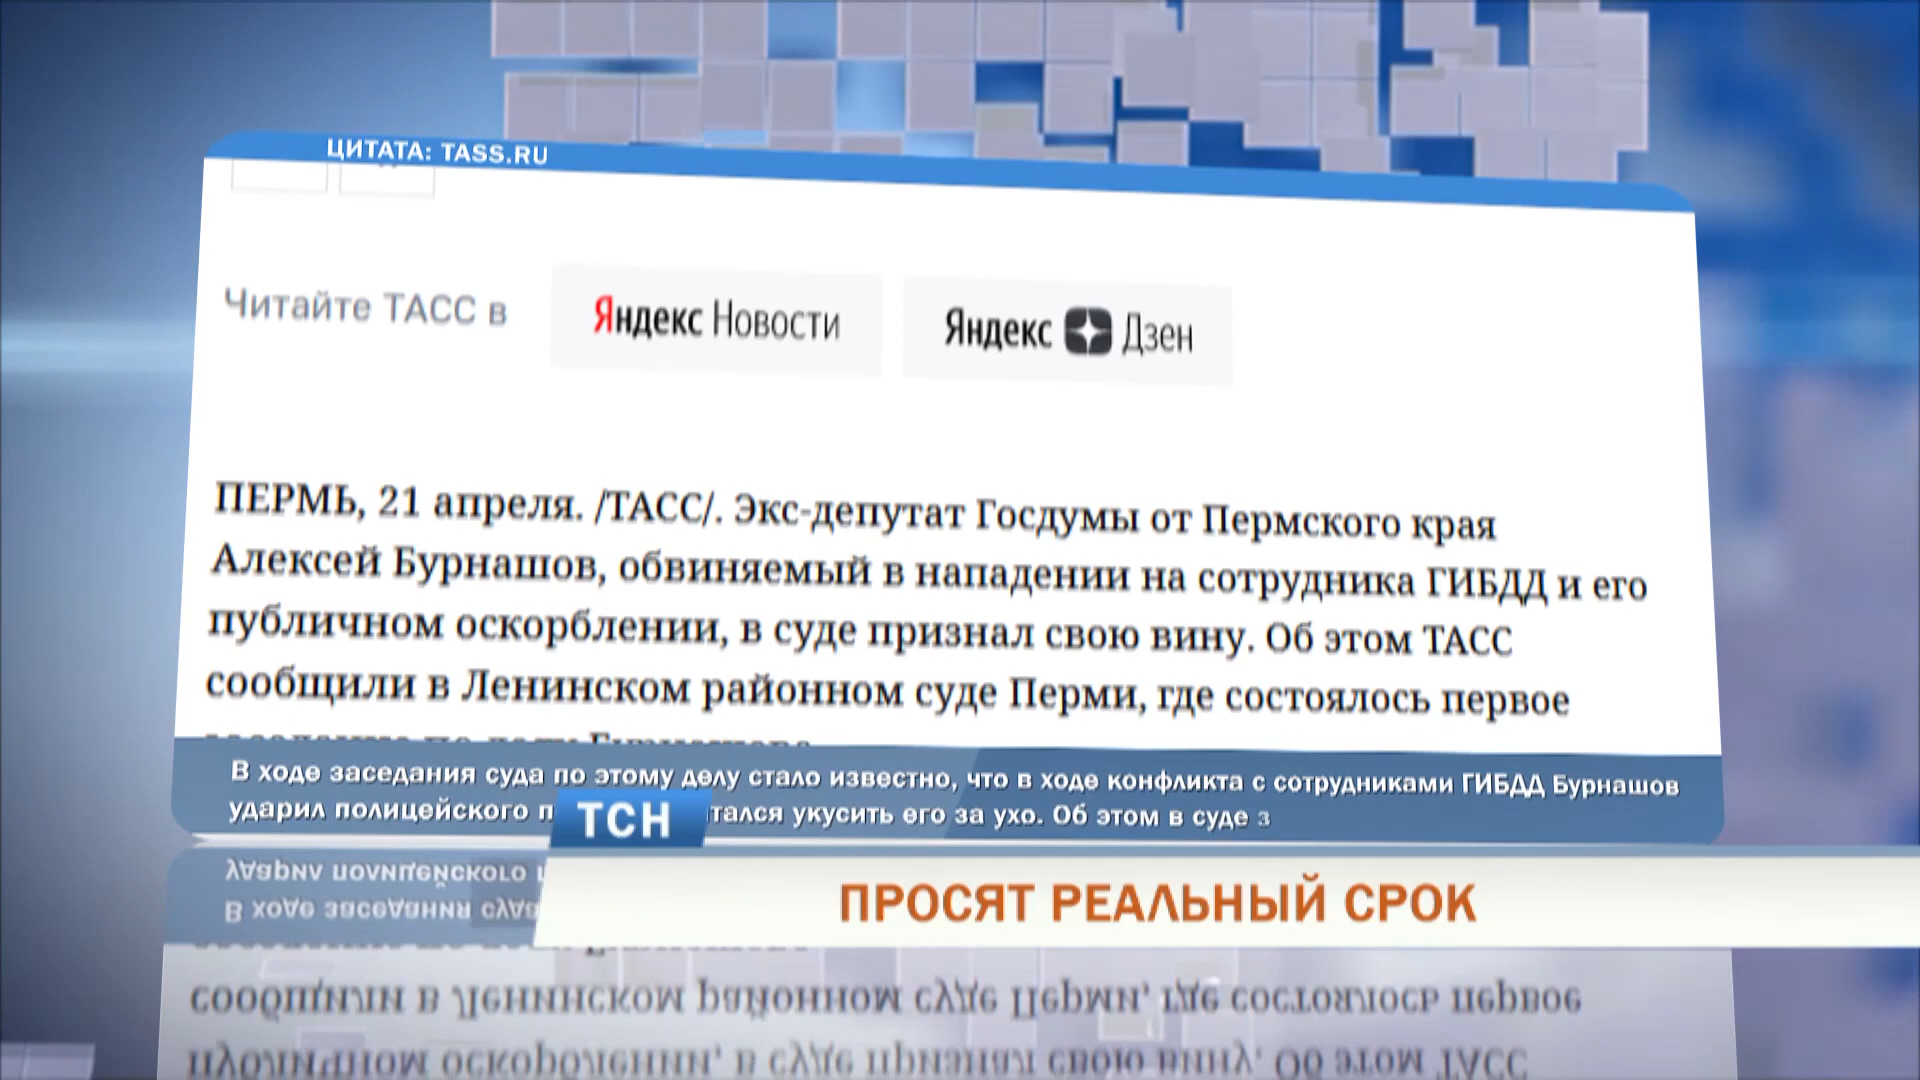 ЦИТАТА: TASS.RU
Читайте ТАСС в
Яндекс Новости
Яндекс Дзен
ПЕРМЬ, 21 апреля. /ТАСС/. Экс-депутат Госдумы от Пермского края
Алексей Бурнашов, обвиняемый в нападении на сотрудника ГИБДД и его
публичном оскорблении, в суде признал свою вину. Об этом ТАСС
сообщили в Ленинском районном суде Перми, где состоялось первое
В ходе заседания суда по этому делу стало известно, что в ходе конфликта с сотрудниками ГИБДД Бурнашов
ударил полицейского п тался укусить его за ухо. Об этом в суде з
ТСН
ПРОСЯТ РЕАЛЬНЫЙ СРОК